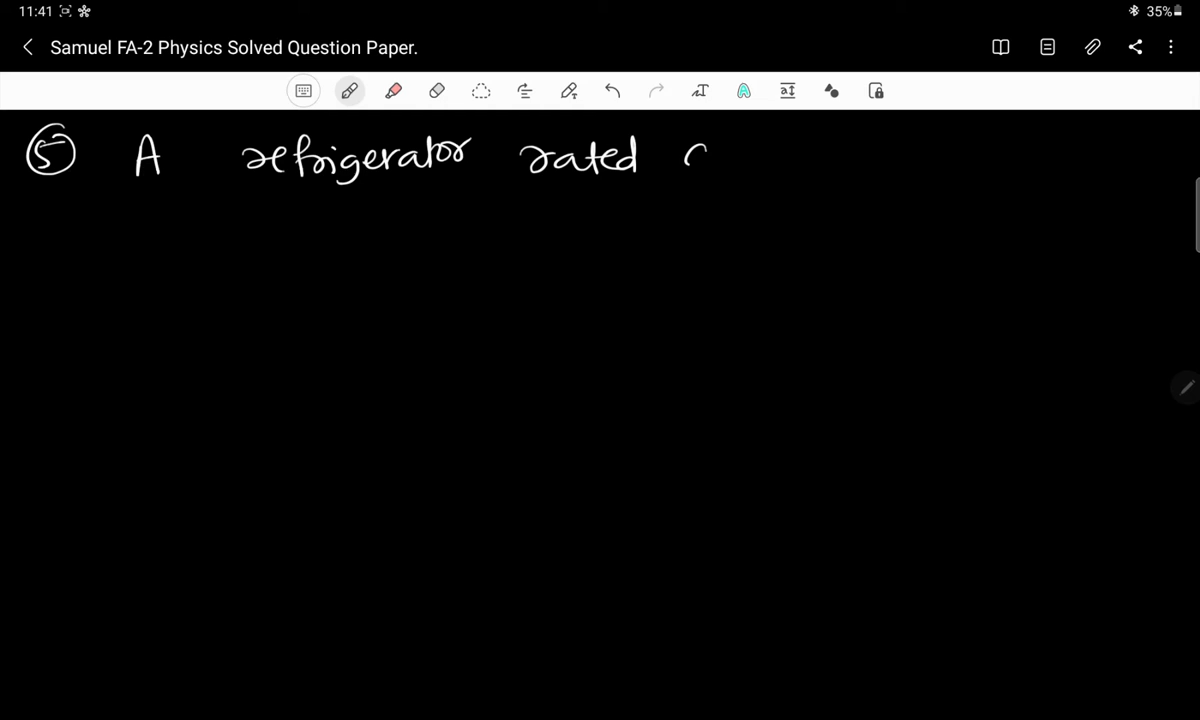 11:41 35%
Samuel FA-2 Physics Solved Question Paper.
5 A refrigerator rated